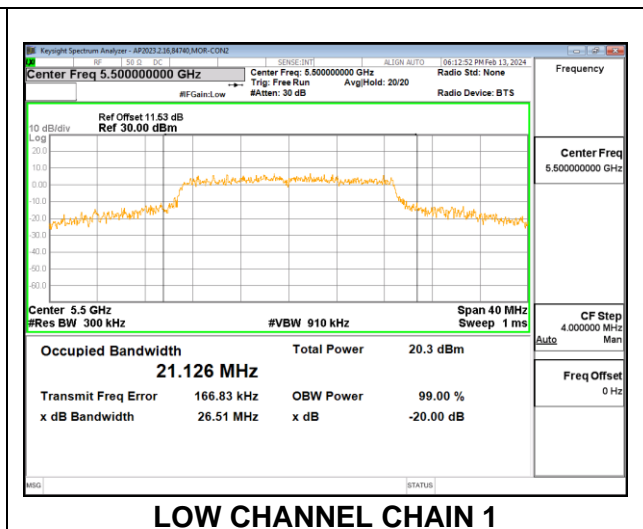 Keysight Spectrum Analyzer - AP2023.2.16,84740,MOR-CON2
RF 50 Ω DC SENSE:INT ALIGN AUTO 06:12:52 PM Feb 13, 2024
Center Freq 5.500000000 GHz Center Freq: 5.500000000 GHz Radio Std: None Frequency
Trig: Free Run Avg|Hold: 20/20
#IFGain:Low #Atten: 30 dB Radio Device: BTS
Ref Offset 11.53 dB
10 dB/div Ref 30.00 dBm
Log
20.0
10.0
0.00
-10.0
-20.0
-30.0
-40.0
-50.0
-60.0
Center Freq
5.500000000 GHz
Center 5.5 GHz Span 40 MHz
#Res BW 300 kHz #VBW 910 kHz Sweep 1 ms
CF Step
4.000000 MHz
Auto Man
Occupied Bandwidth Total Power 20.3 dBm
21.126 MHz
Freq Offset
0 Hz
Transmit Freq Error 166.83 kHz OBW Power 99.00 %
x dB Bandwidth 26.51 MHz x dB -20.00 dB
MSG STATUS
LOW CHANNEL CHAIN 1